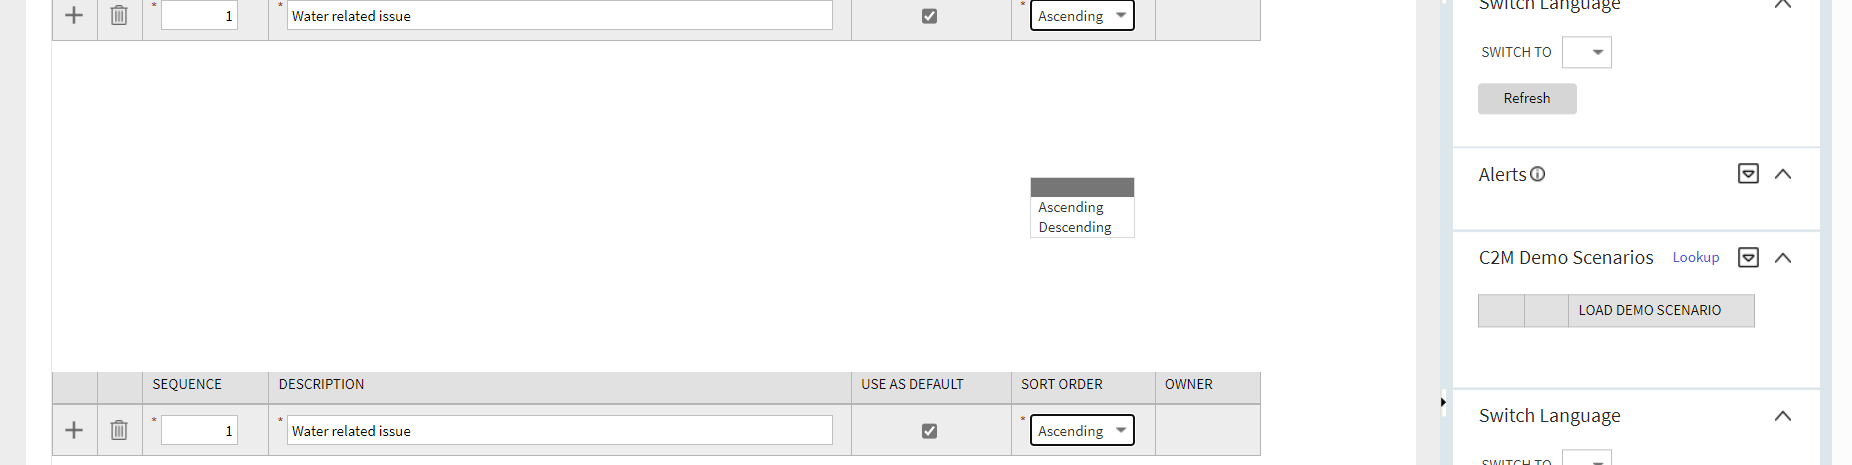 * 1 * Water related issue * Ascending
Ascending
Descending
SEQUENCE DESCRIPTION USE AS DEFAULT SORT ORDER OWNER
* 1 * Water related issue * Ascending
Switch Language
SWITCH TO
Refresh
Alerts
C2M Demo Scenarios Lookup
LOAD DEMO SCENARIO
Switch Language
SWITCH TO